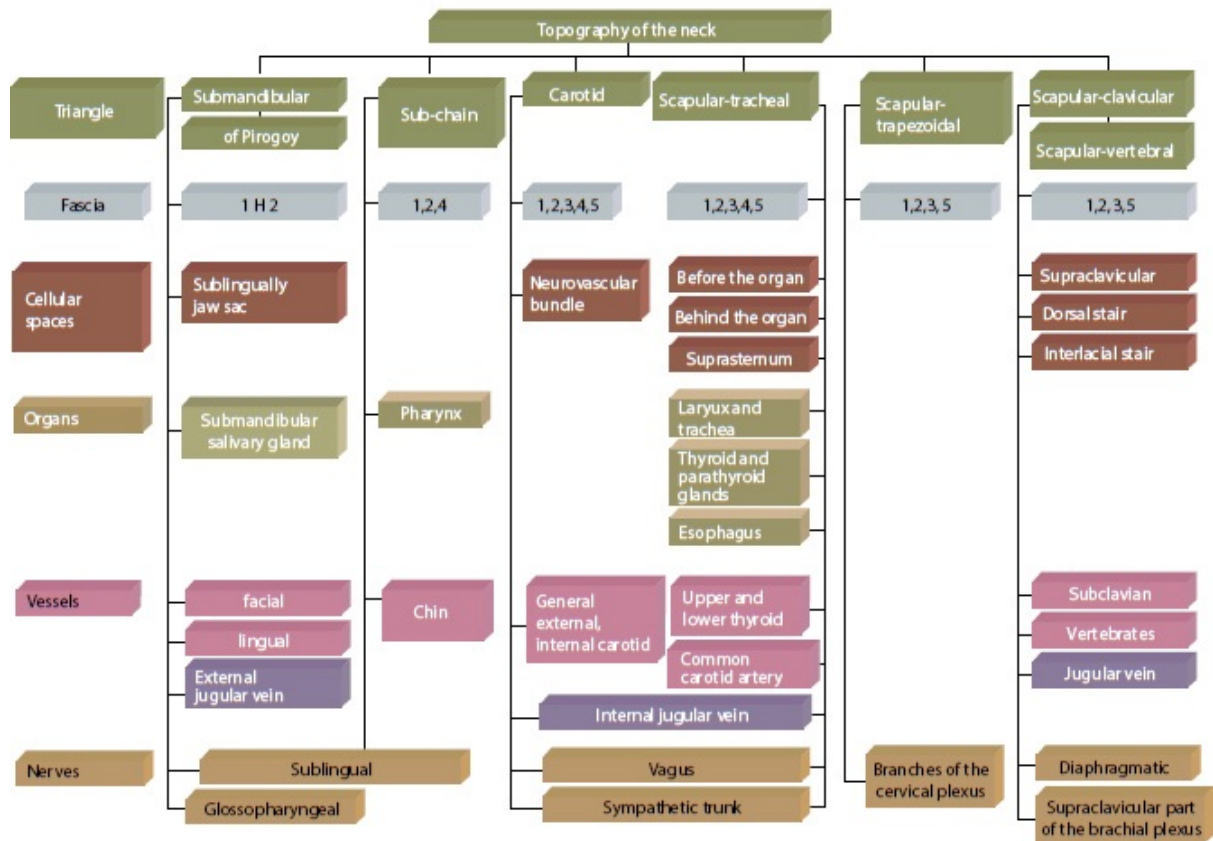 Topography of the neck
Triangle
Submandibular
of Pirogoy
Sub-chain
Carotid
Scapular-tracheal
Scapular-
trapezoidal
Scapular-clavicular
Scapular-vertebral
Fascia
1 H 2
1,2,4
1,2,3,4,5
1,2,3,4,5
1,2,3, 5
1,2,3,5
Cellular
spaces
Sublingually
jaw sac
Neurovascular
bundle
Before the organ
Behind the organ
Suprasternum
Supraclavicular
Dorsal stair
Interlacial stair
Organs
Submandibular
salivary gland
Pharynx
Laryux and
trachea
Thyroid and
parathyroid
glands
Esophagus
Vessels
facial
lingual
External
jugular vein
Chin
General
external,
internal carotid
Upper and
lower thyroid
Common
carotid artery
Internal jugular vein
Subclavian
Vertebrates
Jugular vein
Nerves
Sublingual
Glossopharyngeal
Vagus
Sympathetic trunk
Branches of the
cervical plexus
Diaphragmatic
Supraclavicular part
of the brachial plexus